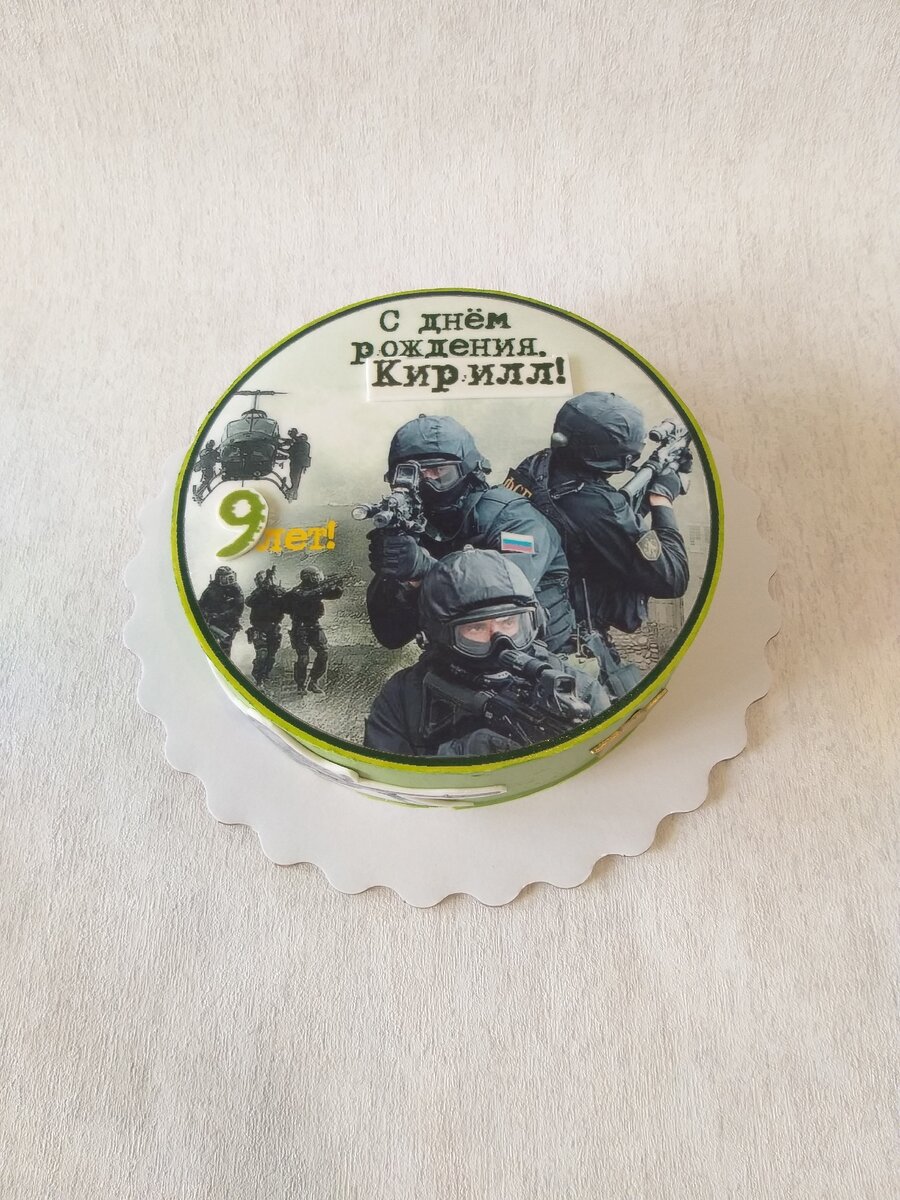 С днём
рождения,
Кирилл!
9 лет!